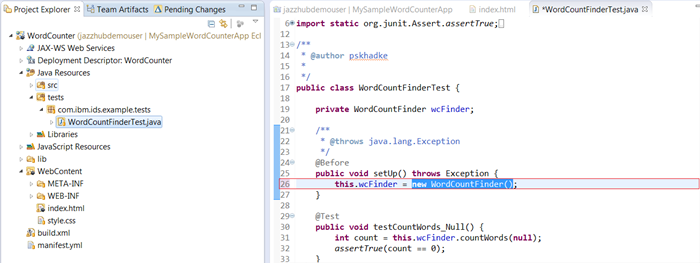 Project Explorer
Team Artifacts
Pending Changes
WordCounter (jazzhubdemouser | MySampleWordCounterApp Ecl
JAX-WS Web Services
Deployment Descriptor: WordCounter
Java Resources
src
tests
com.ibm.ids.example.tests
WordCountFinderTest.java
Libraries
JavaScript Resources
lib
WebContent
META-INF
WEB-INF
index.html
style.css
build.xml
manifest.yml
jazzhubdemouser | MySampleWordCounterApp
index.html
*WordCountFinderTest.java
6 import static org.junit.Assert.assertTrue;
12
13 /**
14 * @author pskhadke
15 *
16 */
17 public class WordCountFinderTest {
18
19 private WordCountFinder wcFinder;
20
21 /**
22 * @throws java.lang.Exception
23 */
24 @Before
25 public void setUp() throws Exception {
26 this.wcFinder = new WordCountFinder();
27 }
28
29 @Test
30 public void testCountWords_Null() {
31 int count = this.wcFinder.countWords(null);
32 assertTrue(count == 0);
33 }